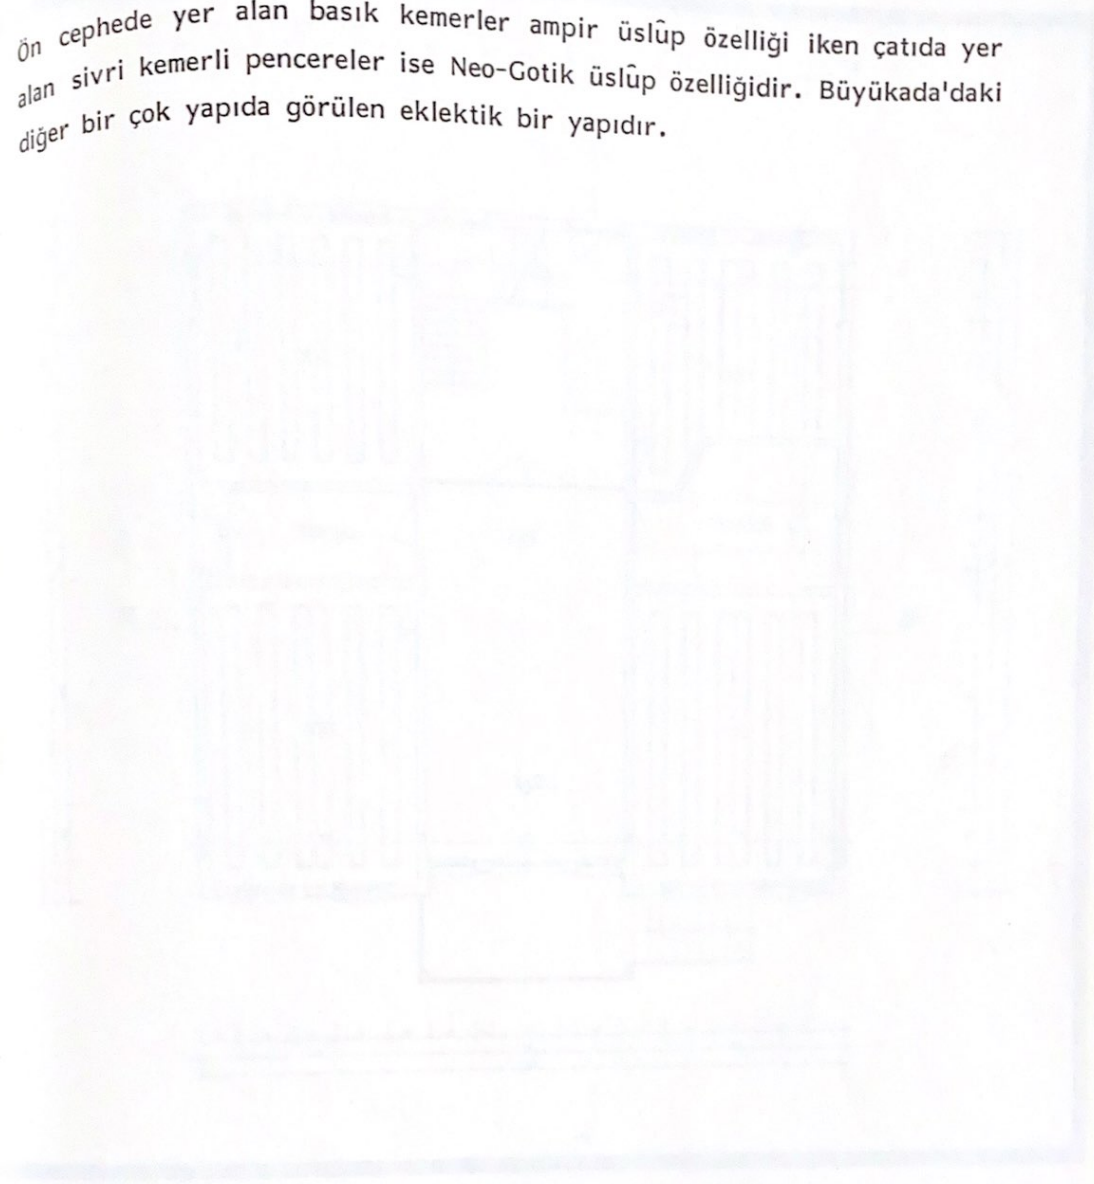 Ön cephede yer alan basık kemerler ampir üslûp özelliği iken çatıda yer
alan sivri kemerli pencereler ise Neo-Gotik üslûp özelliğidir. Büyükada'daki
diğer bir çok yapıda görülen eklektik bir yapıdır.